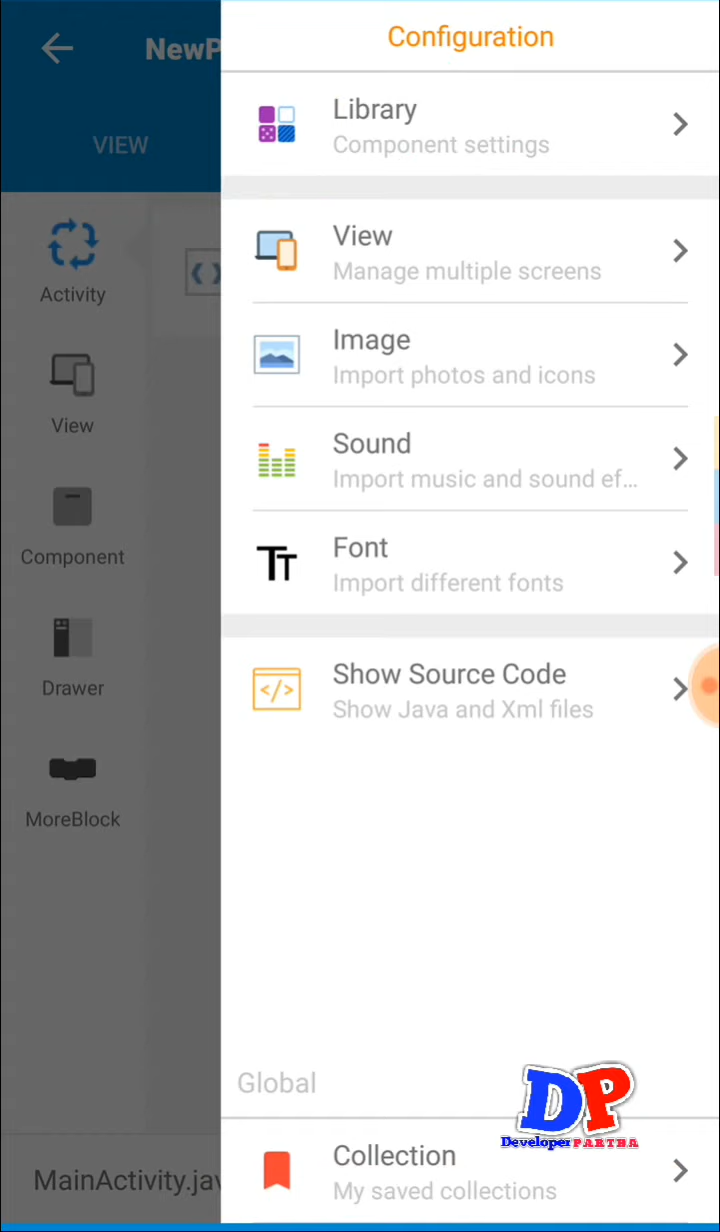 NewP
Configuration
VIEW
Library
Component settings
Activity
View
Manage multiple screens
View
Image
Import photos and icons
Component
Sound
Import music and sound ef...
Drawer
Font
Import different fonts
MoreBlock
Show Source Code
Show Java and Xml files
Global
DP
Developer PARTHA
MainActivity.jav
Collection
My saved collections